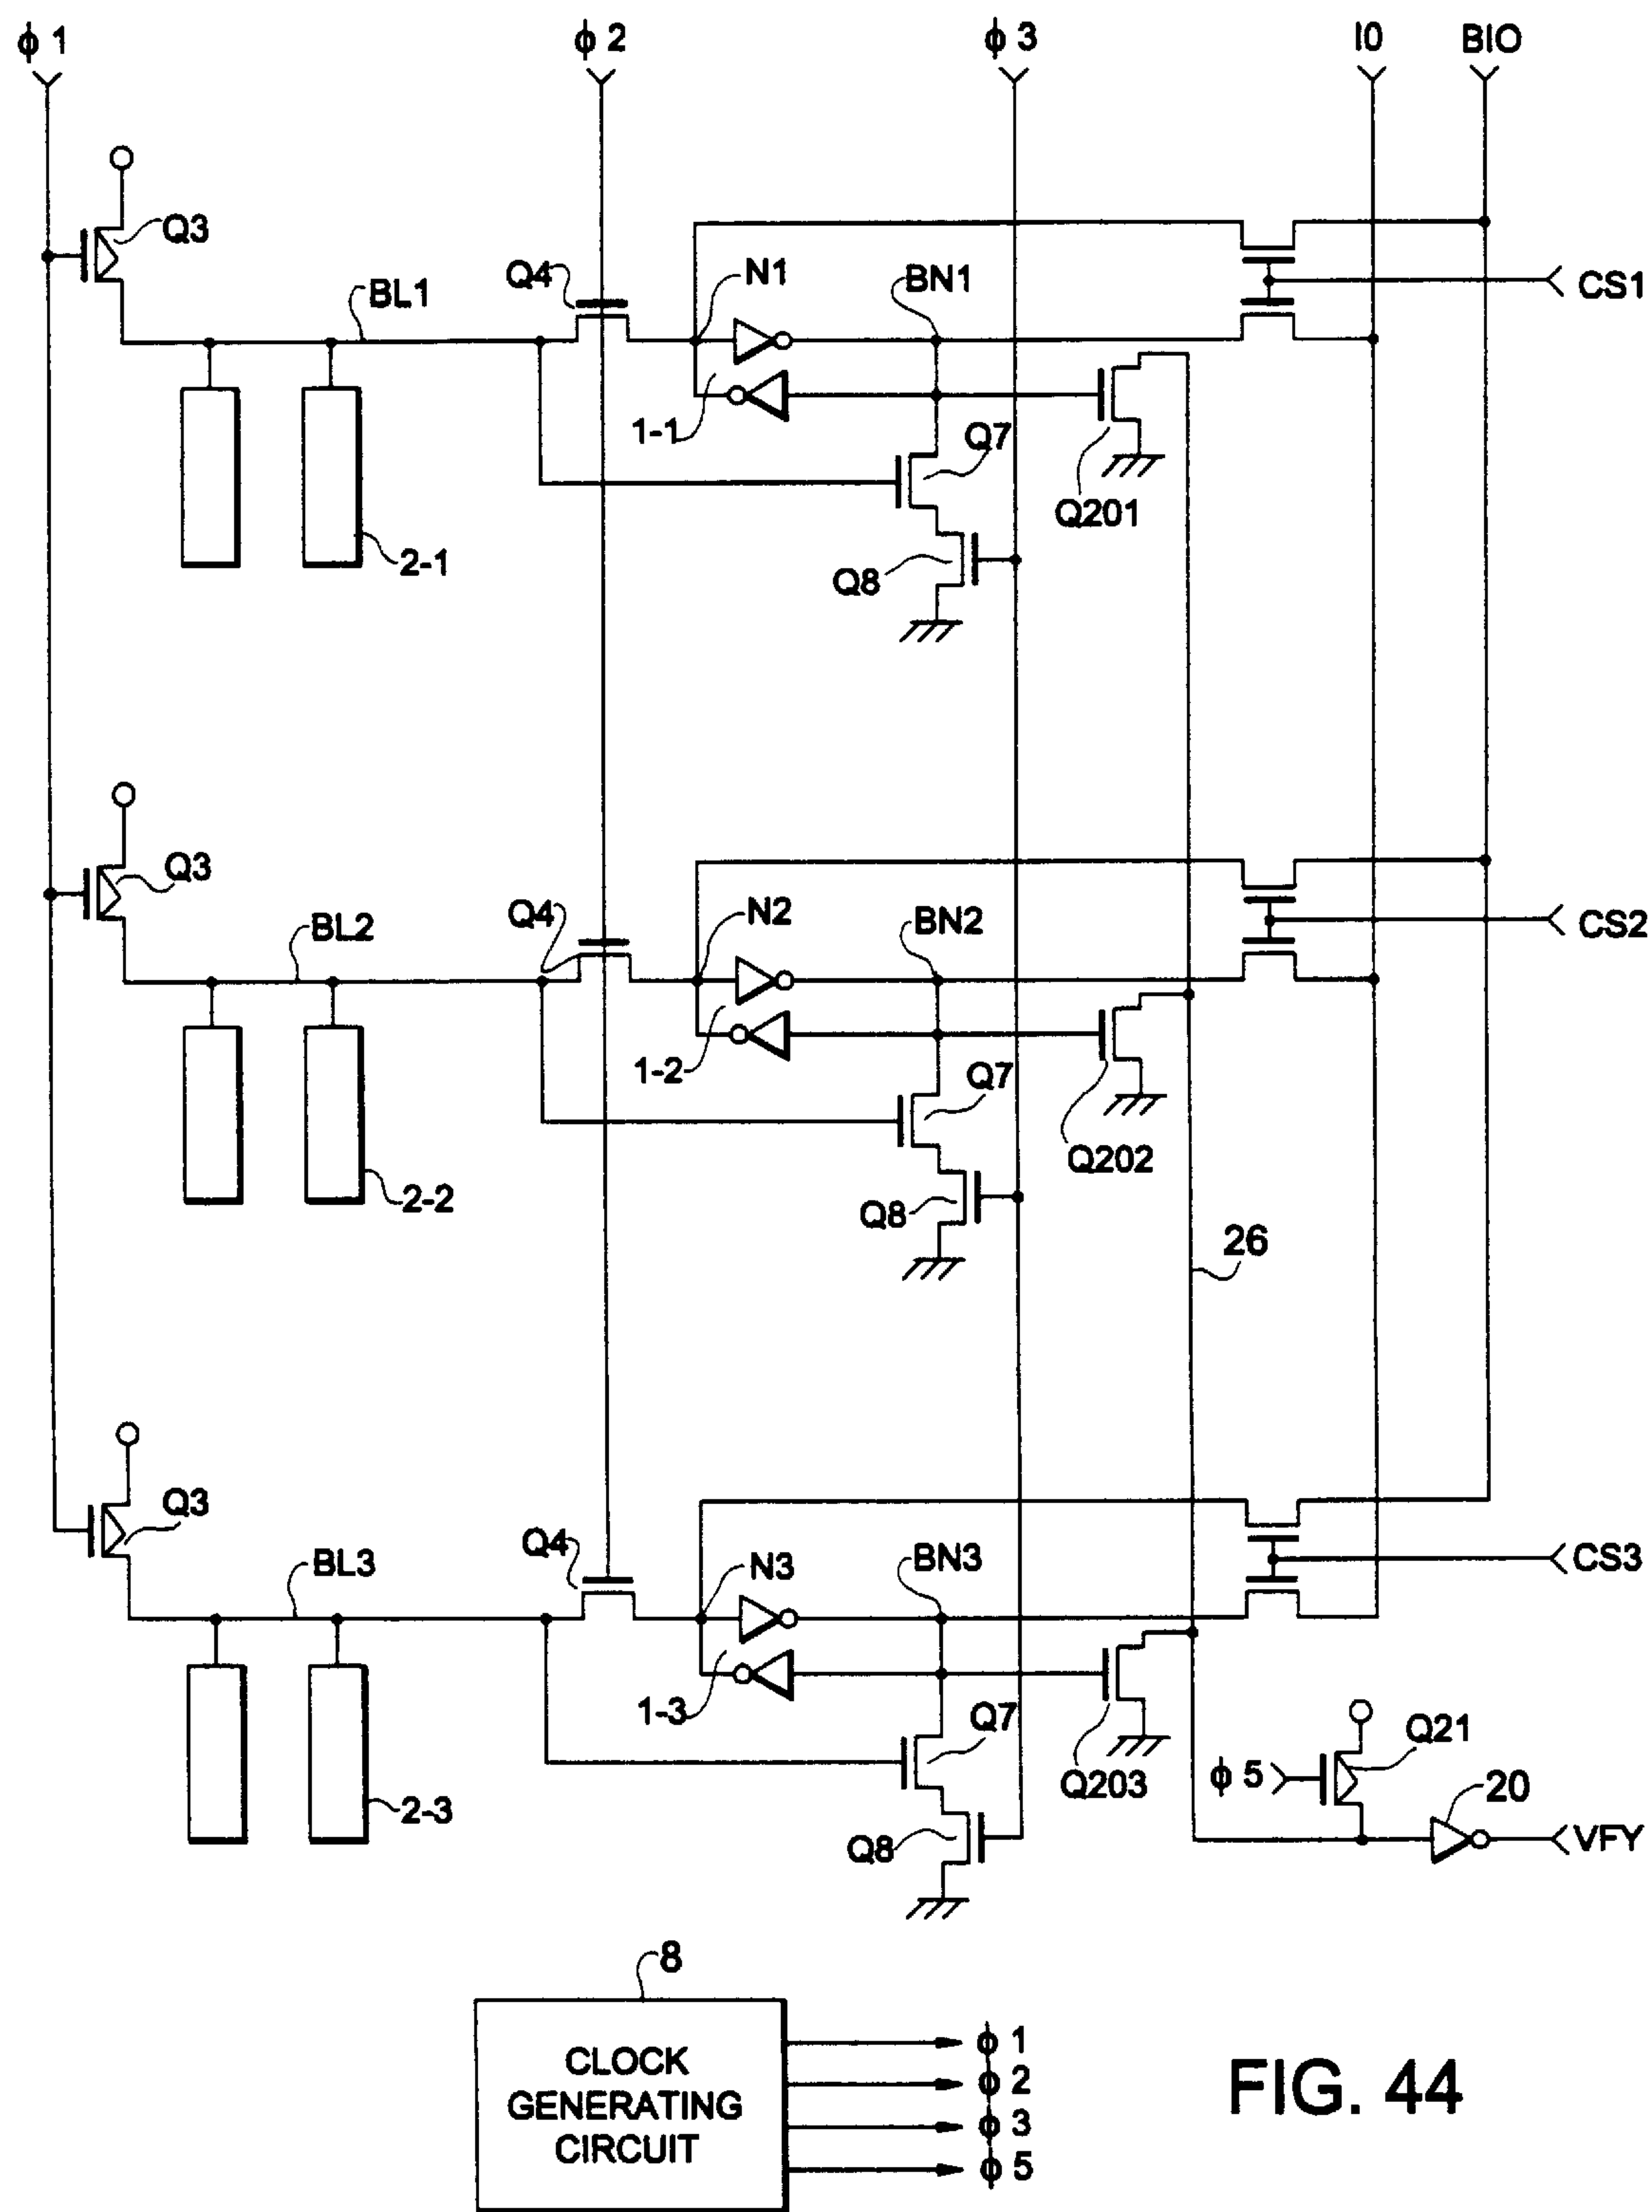 ϕ 1 ϕ 2 ϕ 3 I0 BIO
Q3
BL1
Q4
N1
BN1
CS1
1-1
Q7
Q201
2-1
Q8
Q3
BL2
Q4
N2
BN2
CS2
1-2
Q7
Q202
2-2
Q8
26
Q3
BL3
Q4
N3
BN3
CS3
1-3
Q7
Q203
ϕ 5
Q21
20
2-3
Q8
VFY
8
CLOCK
GENERATING
CIRCUIT
ϕ 1
ϕ 2
ϕ 3
ϕ 5
FIG. 44